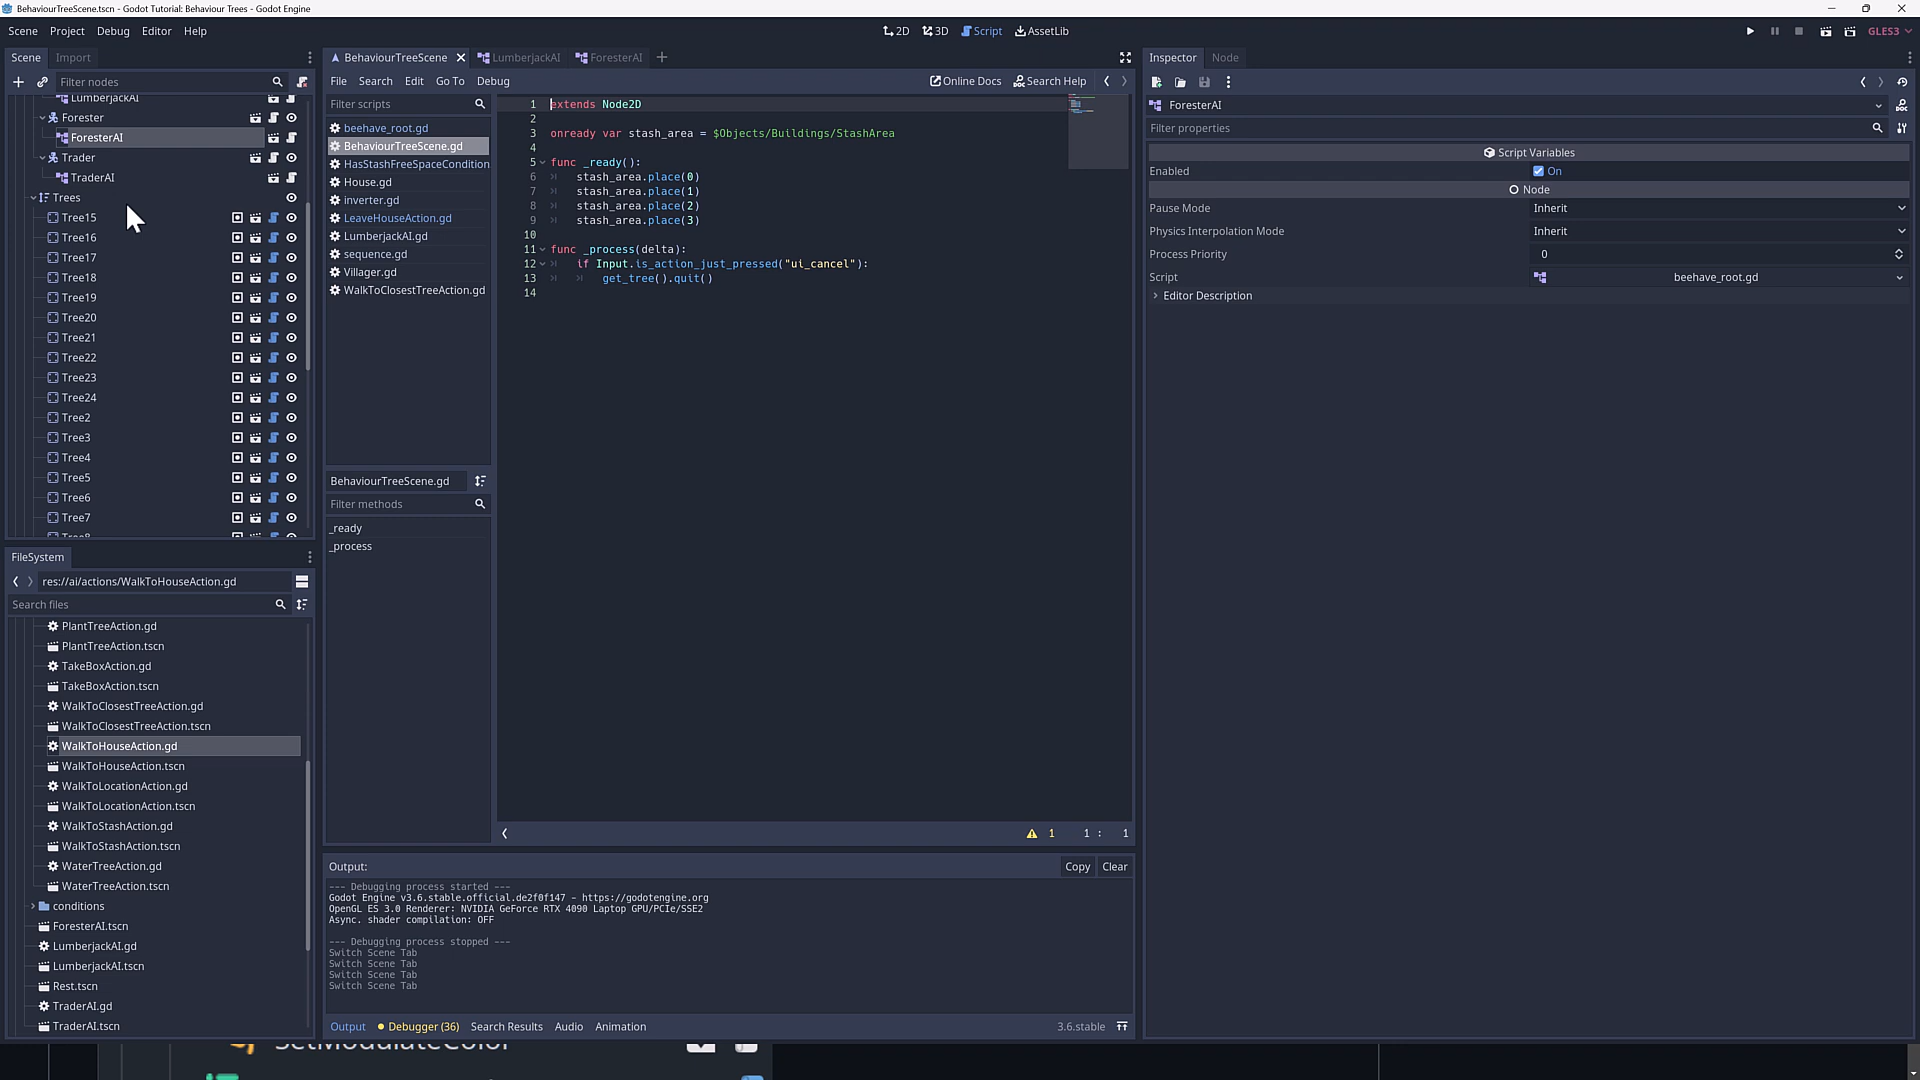 BehaviourTreeScene.tscn - Godot Tutorial: Behaviour Trees - Godot Engine
Scene Project Debug Editor Help
2D 3D Script AssetLib
GLES3
Scene Import
Filter nodes
LumberjackAI
Forester
ForesterAI
Trader
TraderAI
Trees
Tree15
Tree16
Tree17
Tree18
Tree19
Tree20
Tree21
Tree22
Tree23
Tree24
Tree2
Tree3
Tree4
Tree5
Tree6
Tree7
Tree8
FileSystem
res://ai/actions/WalkToHouseAction.gd
Search files
PlantTreeAction.gd
PlantTreeAction.tscn
TakeBoxAction.gd
TakeBoxAction.tscn
WalkToClosestTreeAction.gd
WalkToClosestTreeAction.tscn
WalkToHouseAction.gd
WalkToHouseAction.tscn
WalkToLocationAction.gd
WalkToLocationAction.tscn
WalkToStashAction.gd
WalkToStashAction.tscn
WaterTreeAction.gd
WaterTreeAction.tscn
conditions
ForesterAI.tscn
LumberjackAI.gd
LumberjackAI.tscn
Rest.tscn
TraderAI.gd
TraderAI.tscn
BehaviourTreeScene LumberjackAI ForesterAI
File Search Edit Go To Debug
Online Docs Search Help
Filter scripts
beehave_root.gd
BehaviourTreeScene.gd
HasStashFreeSpaceCondition
House.gd
inverter.gd
LeaveHouseAction.gd
LumberjackAI.gd
sequence.gd
Villager.gd
WalkToClosestTreeAction.gd
BehaviourTreeScene.gd
Filter methods
_ready
_process
1 extends Node2D
2
3 onready var stash_area = $Objects/Buildings/StashArea
4
5 func _ready():
6 stash_area.place(0)
7 stash_area.place(1)
8 stash_area.place(2)
9 stash_area.place(3)
10
11 func _process(delta):
12 if Input.is_action_just_pressed("ui_cancel"):
13 get_tree().quit()
14
1 1 : 1
Output:
Copy Clear
--- Debugging process started ---
Godot Engine v3.6.stable.official.de2f0f147 - https://godotengine.org
OpenGL ES 3.0 Renderer: NVIDIA GeForce RTX 4090 Laptop GPU/PCIe/SSE2
Async. shader compilation: OFF
--- Debugging process stopped ---
Switch Scene Tab
Switch Scene Tab
Switch Scene Tab
Switch Scene Tab
Output Debugger (36) Search Results Audio Animation
3.6.stable
Inspector Node
ForesterAI
Filter properties
Script Variables
Enabled On
Node
Pause Mode Inherit
Physics Interpolation Mode Inherit
Process Priority 0
Script beehave_root.gd
Editor Description
SetModulateColor